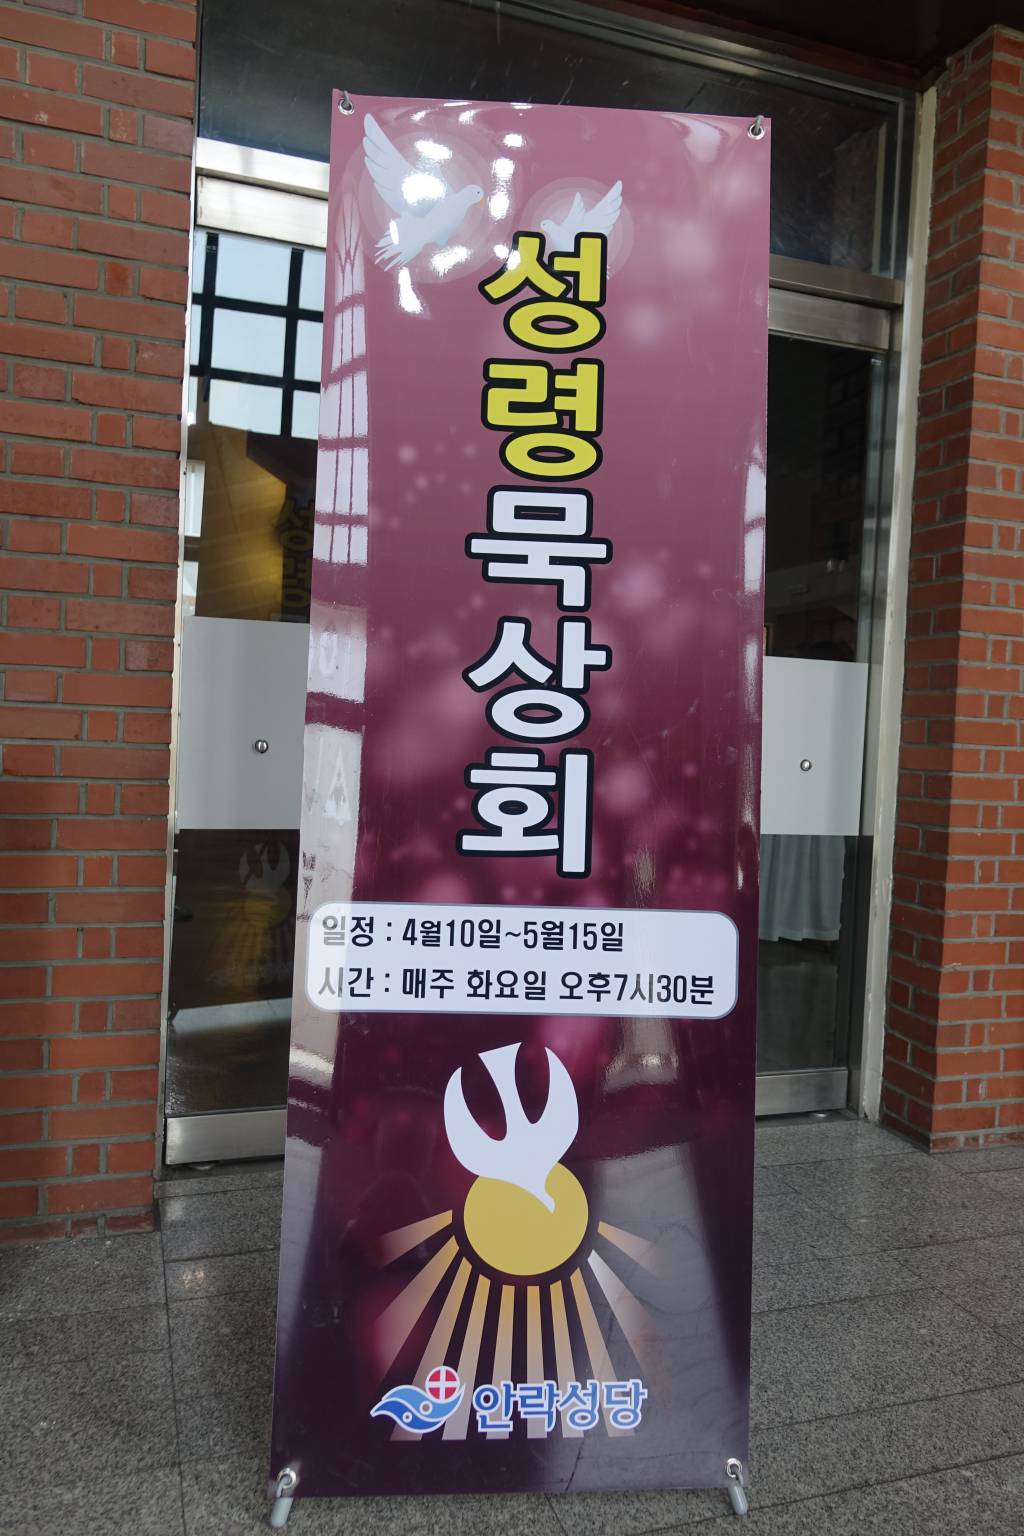 성령묵상회
일정 : 4월10일~5월15일
시간 : 매주 화요일 오후7시30분
안락성당